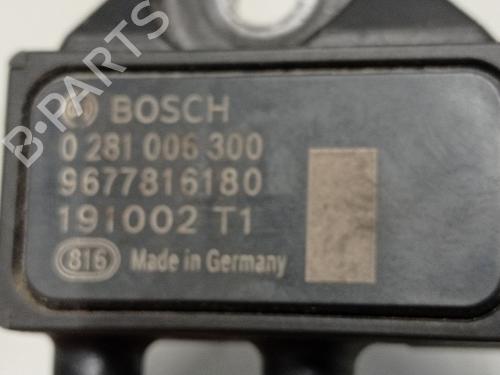 B-PARTS
BOSCH
0 281 006 300
9677816180
191002 T1
816 Made in Germany